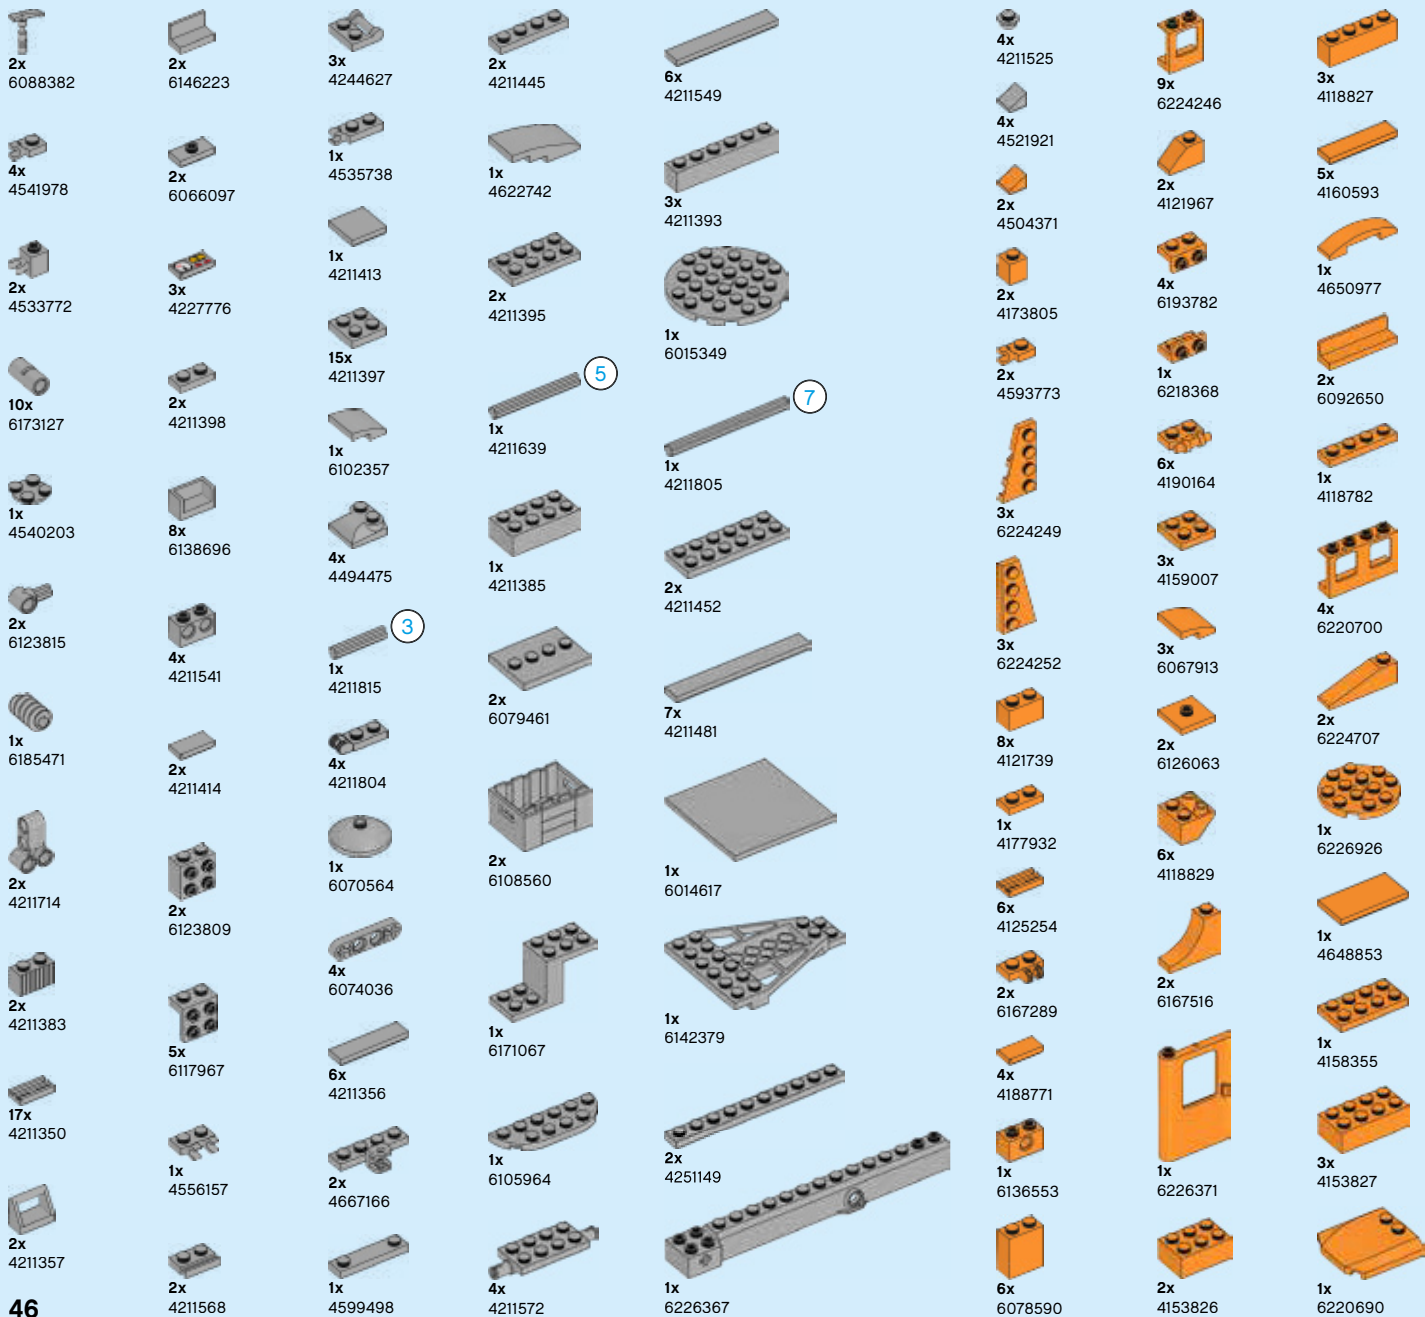 2x
6088382
4x
4541978
2x
4533772
10x
6173127
1x
4540203
2x
6123815
1x
6185471
2x
4211714
2x
4211383
17x
4211350
2x
4211357
46
2x
6146223
2x
6066097
3x
4227776
2x
4211398
8x
6138696
4x
4211541
2x
4211414
2x
6123809
5x
6117967
1x
4556157
2x
4211568
3x
4244627
1x
4535738
1x
4211413
15x
4211397
1x
6102357
4x
4494475
3
1x
4211815
4x
4211804
1x
6070564
4x
6074036
6x
4211356
2x
4667166
1x
4599498
2x
4211445
1x
4622742
2x
4211395
5
1x
4211639
1x
4211385
2x
6079461
2x
6108560
1x
6171067
1x
6105964
4x
4211572
6x
4211549
3x
4211393
1x
6015349
7
1x
4211805
2x
4211452
7x
4211481
1x
6014617
1x
6142379
2x
4251149
1x
6226367
4x
4211525
4x
4521921
2x
4504371
2x
4173805
2x
4593773
3x
6224249
3x
6224252
8x
4121739
1x
4177932
6x
4125254
2x
6167289
4x
4188771
1x
6136553
6x
6078590
9x
6224246
2x
4121967
4x
6193782
1x
6218368
6x
4190164
3x
4159007
3x
6067913
2x
6126063
6x
4118829
2x
6167516
1x
6226371
2x
4153826
3x
4118827
5x
4160593
1x
4650977
2x
6092650
1x
4118782
4x
6220700
2x
6224707
1x
6226926
1x
4648853
1x
4158355
3x
4153827
1x
6220690